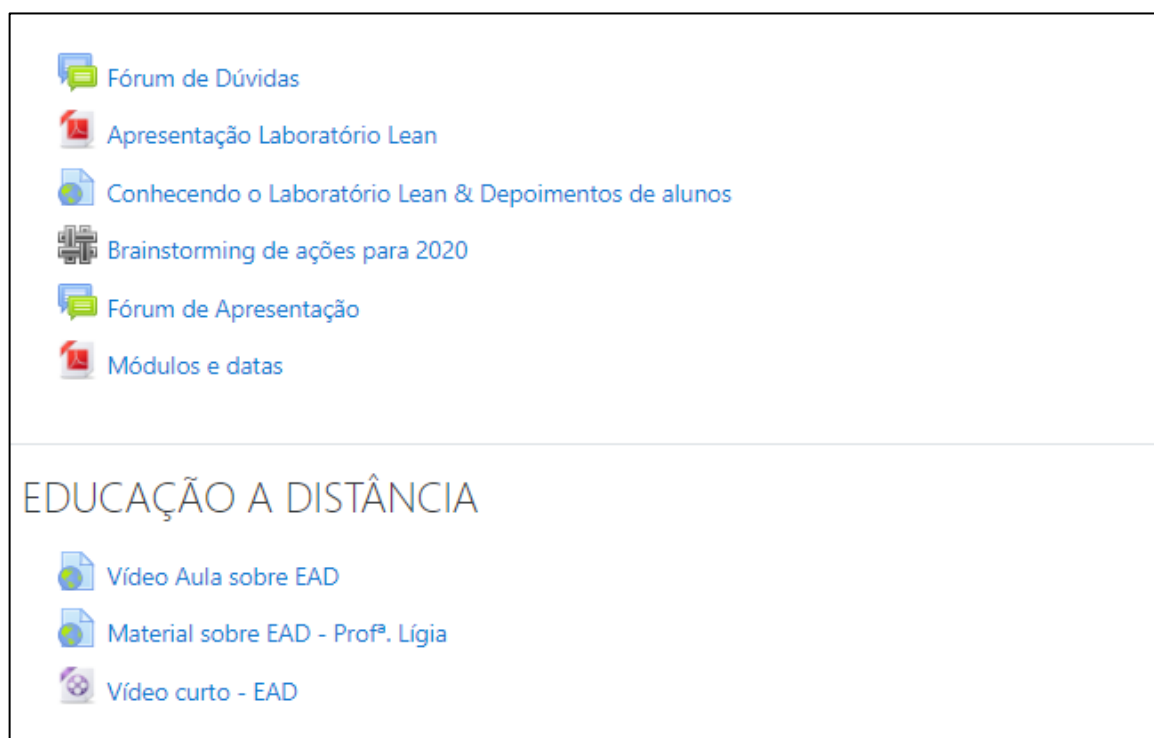 Fórum de Dúvidas
Apresentação Laboratório Lean
Conhecendo o Laboratório Lean & Depoimentos de alunos
Brainstorming de ações para 2020
Fórum de Apresentação
Módulos e datas
EDUCAÇÃO A DISTÂNCIA
Vídeo Aula sobre EAD
Material sobre EAD - Profª. Lígia
Vídeo curto - EAD